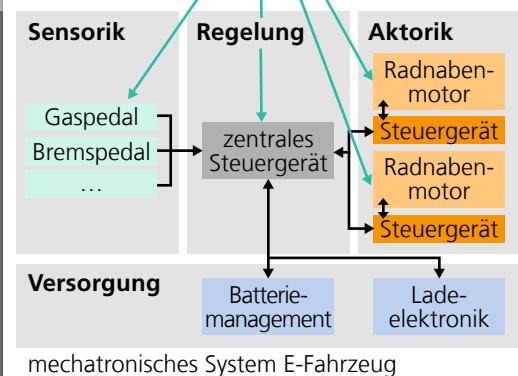 Sensorik
Gaspedal
Bremspedal
...
Regelung
zentrales
Steuergerät
Aktorik
Radnaben-
motor
Steuergerät
Radnaben-
motor
Steuergerät
Versorgung
Batterie-
management
Lade-
elektronik
mechatronisches System E-Fahrzeug